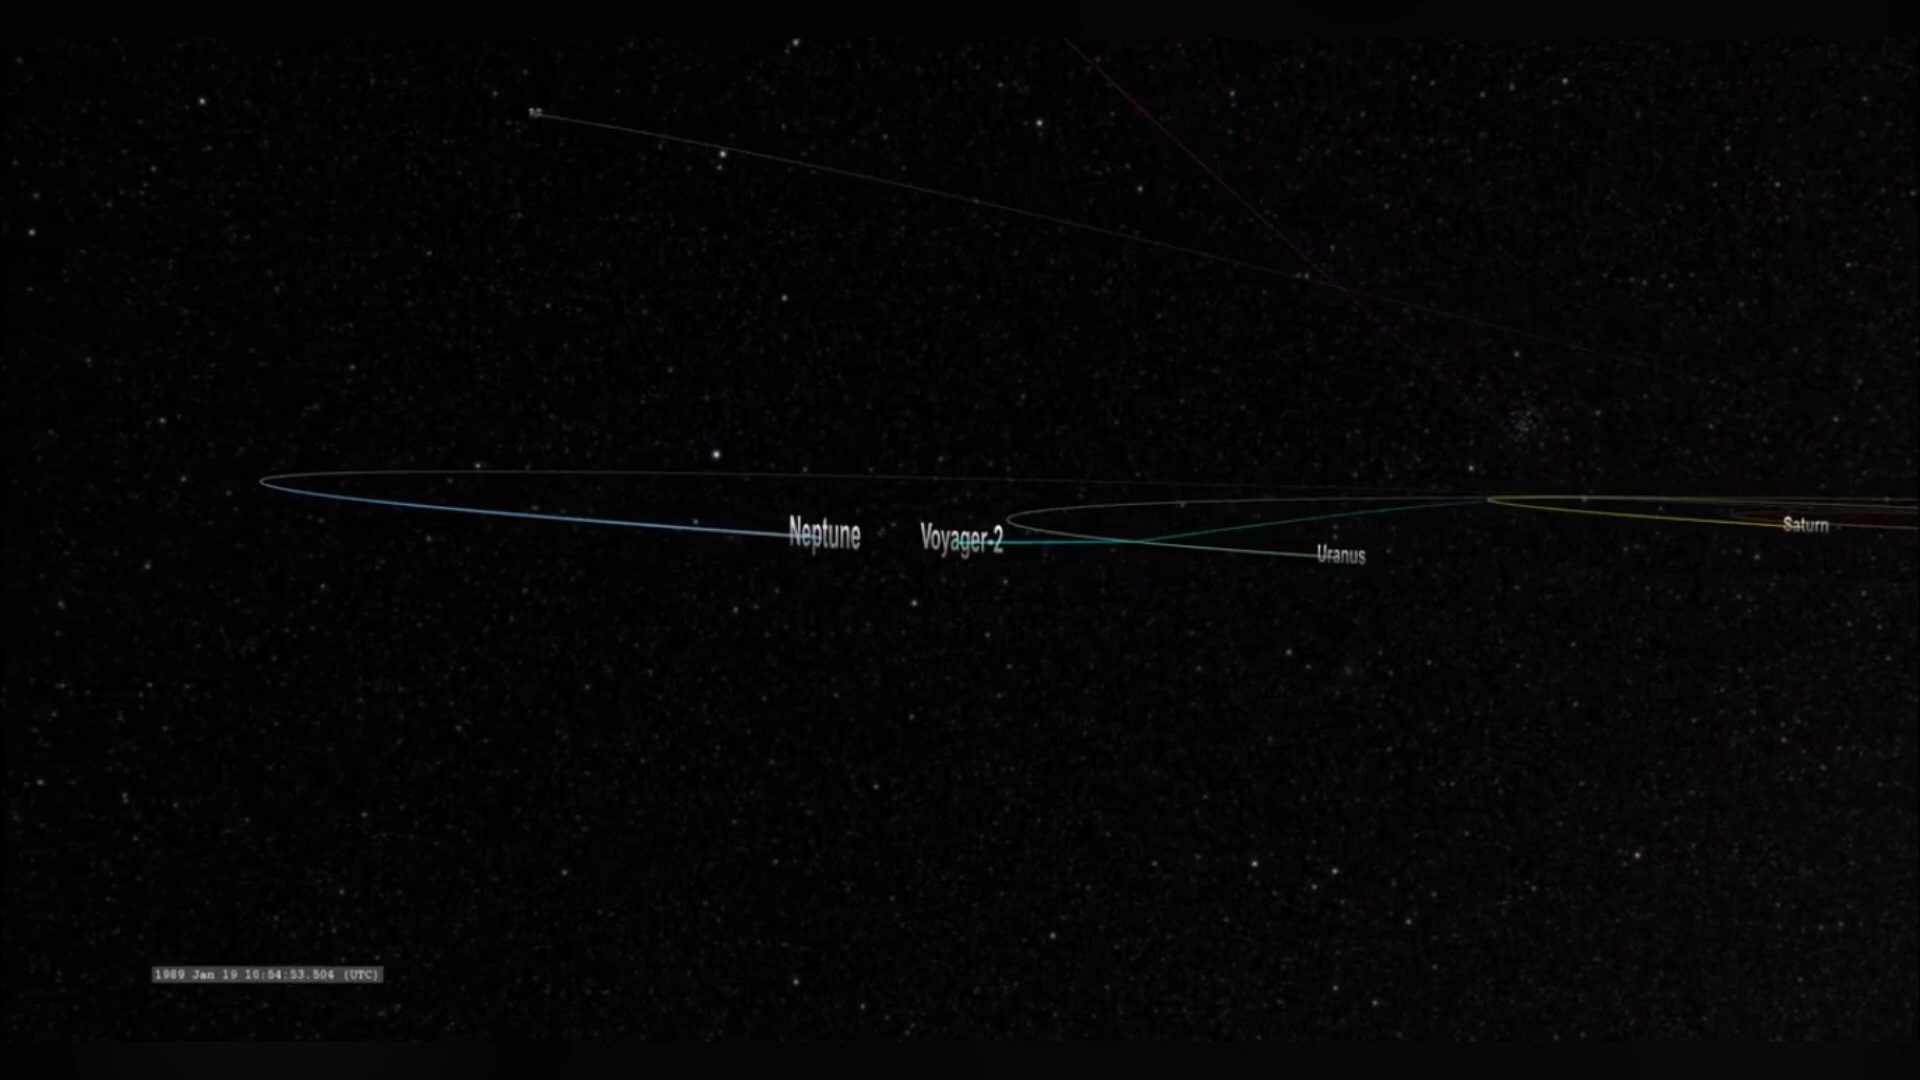 Neptune
Voyager-2
Uranus
Saturn
1989 Jan 19 10:54:53.504 (UTC)